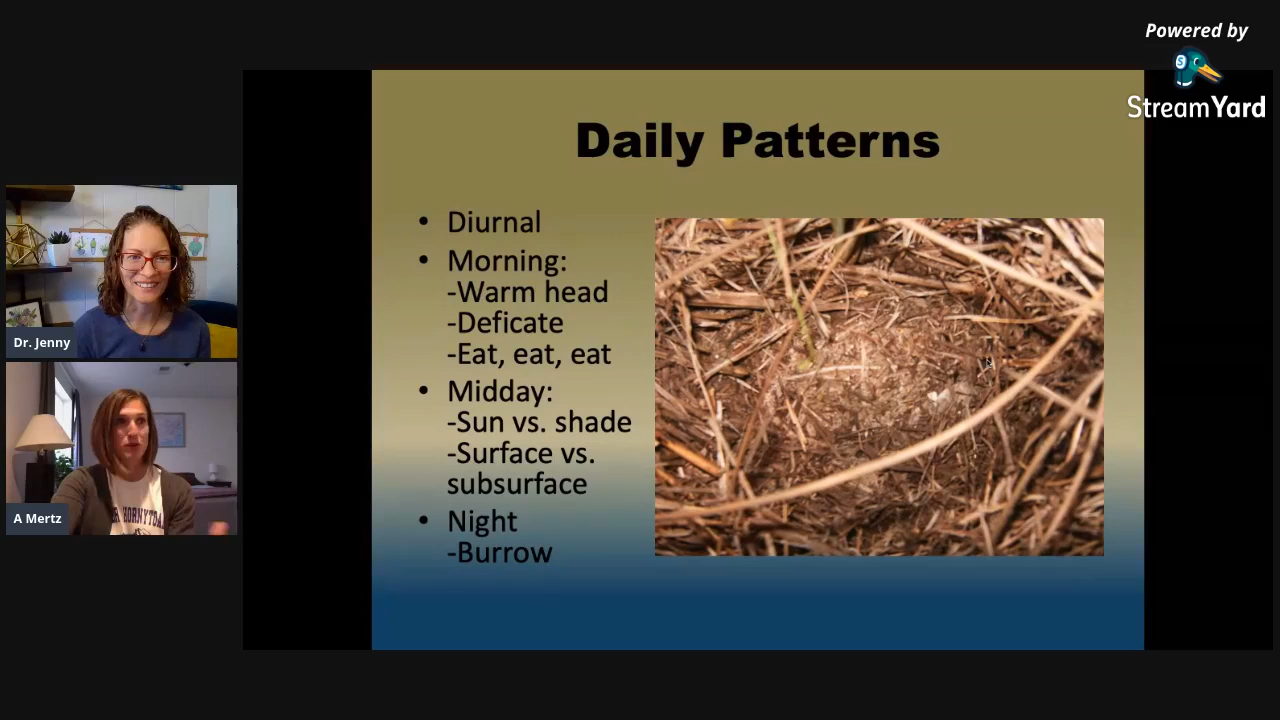 Powered by
StreamYard
Daily Patterns
• Diurnal
• Morning:
-Warm head
-Deficate
-Eat, eat, eat
• Midday:
-Sun vs. shade
-Surface vs.
subsurface
• Night
-Burrow
Dr. Jenny
A Mertz